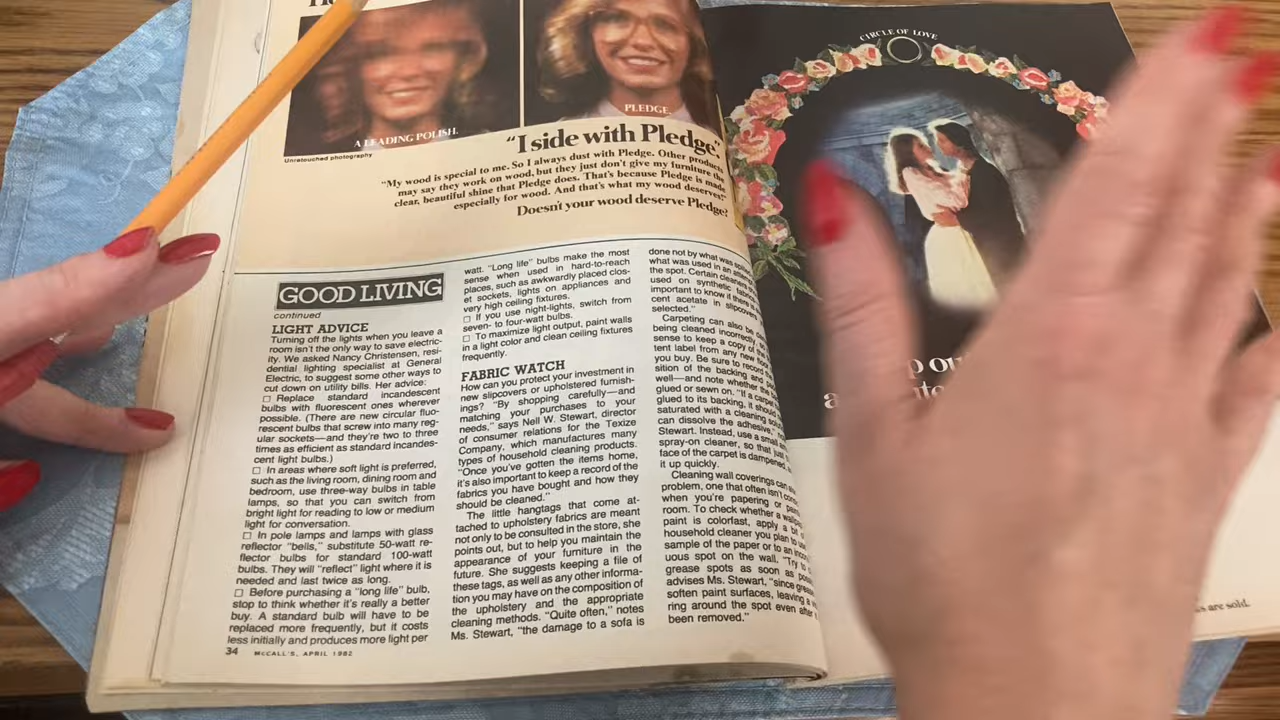 A LEADING POLISH.
PLEDGE.
Unretouched photography
"I side with Pledge."
"My wood is special to me. So I always dust with Pledge. Other products
may say they work on wood, but they just don't give my furniture the
clear, beautiful shine that Pledge does. That's because Pledge is made
especially for wood. And that's what my wood deserves!"
Doesn't your wood deserve Pledge?
GOOD LIVING
continued
LIGHT ADVICE
Turning off the lights when you leave a
room isn't the only way to save electric-
ity. We asked Nancy Christensen, resi-
dential lighting specialist at General
Electric, to suggest some other ways to
cut down on utility bills. Her advice:
□ Replace standard incandescent
bulbs with fluorescent ones wherever
possible. (There are new circular fluo-
rescent bulbs that screw into many reg-
ular sockets—and they're two to three
times as efficient as standard incandes-
cent light bulbs.)
□ In areas where soft light is preferred,
such as the living room, dining room and
bedroom, use three-way bulbs in table
lamps, so that you can switch from
bright light for reading to low or medium
light for conversation.
□ In pole lamps and lamps with glass
reflector "bells," substitute 50-watt re-
flector bulbs for standard 100-watt
bulbs. They will "reflect" light where it is
needed and last twice as long.
□ Before purchasing a "long life" bulb,
stop to think whether it's really a better
buy. A standard bulb will have to be
replaced more frequently, but it costs
less initially and produces more light per
watt. "Long life" bulbs make the most
sense when used in hard-to-reach
places, such as awkwardly placed clos-
et sockets, lights on appliances and
very high ceiling fixtures.
□ If you use night-lights, switch from
seven- to four-watt bulbs.
□ To maximize light output, paint walls
in a light color and clean ceiling fixtures
frequently.
FABRIC WATCH
How can you protect your investment in
new slipcovers or upholstered furnish-
ings? "By shopping carefully—and
matching your purchases to your
needs," says Nell W. Stewart, director
of consumer relations for the Texize
Company, which manufactures many
types of household cleaning products.
"Once you've gotten the items home,
it's also important to keep a record of the
fabrics you have bought and how they
should be cleaned."
The little hangtags that come at-
tached to upholstery fabrics are meant
not only to be consulted in the store, she
points out, but to help you maintain the
appearance of your furniture in the
future. She suggests keeping a file of
these tags, as well as any other informa-
tion you may have on the composition of
the upholstery and the appropriate
cleaning methods. "Quite often," notes
Ms. Stewart, "the damage to a sofa is
done not by what was spilled
what was used in an
the spot. Certain cleaners
used on synthetic
important to know if there
cent acetate in slipcovers
selected."
Carpeting can also be
being cleaned incorrectly
sense to keep a copy of the
tent label from any new
you buy. Be sure to record
sition of the backing and
well—and note whether the
glued or sewn on. "If a carpet
glued to its backing, it should
saturated with a cleaning
can dissolve the adhesive,"
Stewart. Instead, use a small
spray-on cleaner, so that just
face of the carpet is dampened,
it up quickly.
Cleaning wall coverings can
problem, one that often isn't
when you're papering or
room. To check whether a
paint is colorfast, apply a bit
household cleaner you plan to
sample of the paper or to an
uous spot on the wall. "Try to
grease spots as soon as
advises Ms. Stewart, "since grease
soften paint surfaces, leaving a
ring around the spot even after
been removed."
34 McCALL'S, APRIL 1982
CIRCLE OF LOVE
are sold.